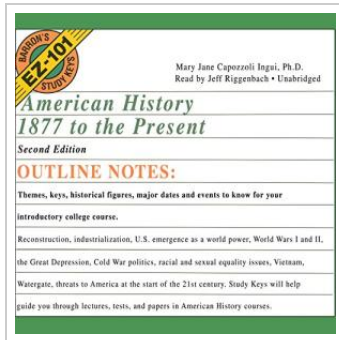 BARRON'S
EZ-101
STUDY KEYS
Mary Jane Capozzoli Ingui, Ph.D.
Read by Jeff Riggenbach • Unabridged
American History
1877 to the Present
Second Edition
OUTLINE NOTES:
Themes, keys, historical figures, major dates and events to know for your
introductory college course.
Reconstruction, industrialization, U.S. emergence as a world power, World Wars I and II,
the Great Depression, Cold War politics, racial and sexual equality issues, Vietnam,
Watergate, threats to America at the start of the 21st century. Study Keys will help
guide you through lectures, tests, and papers in American History courses.